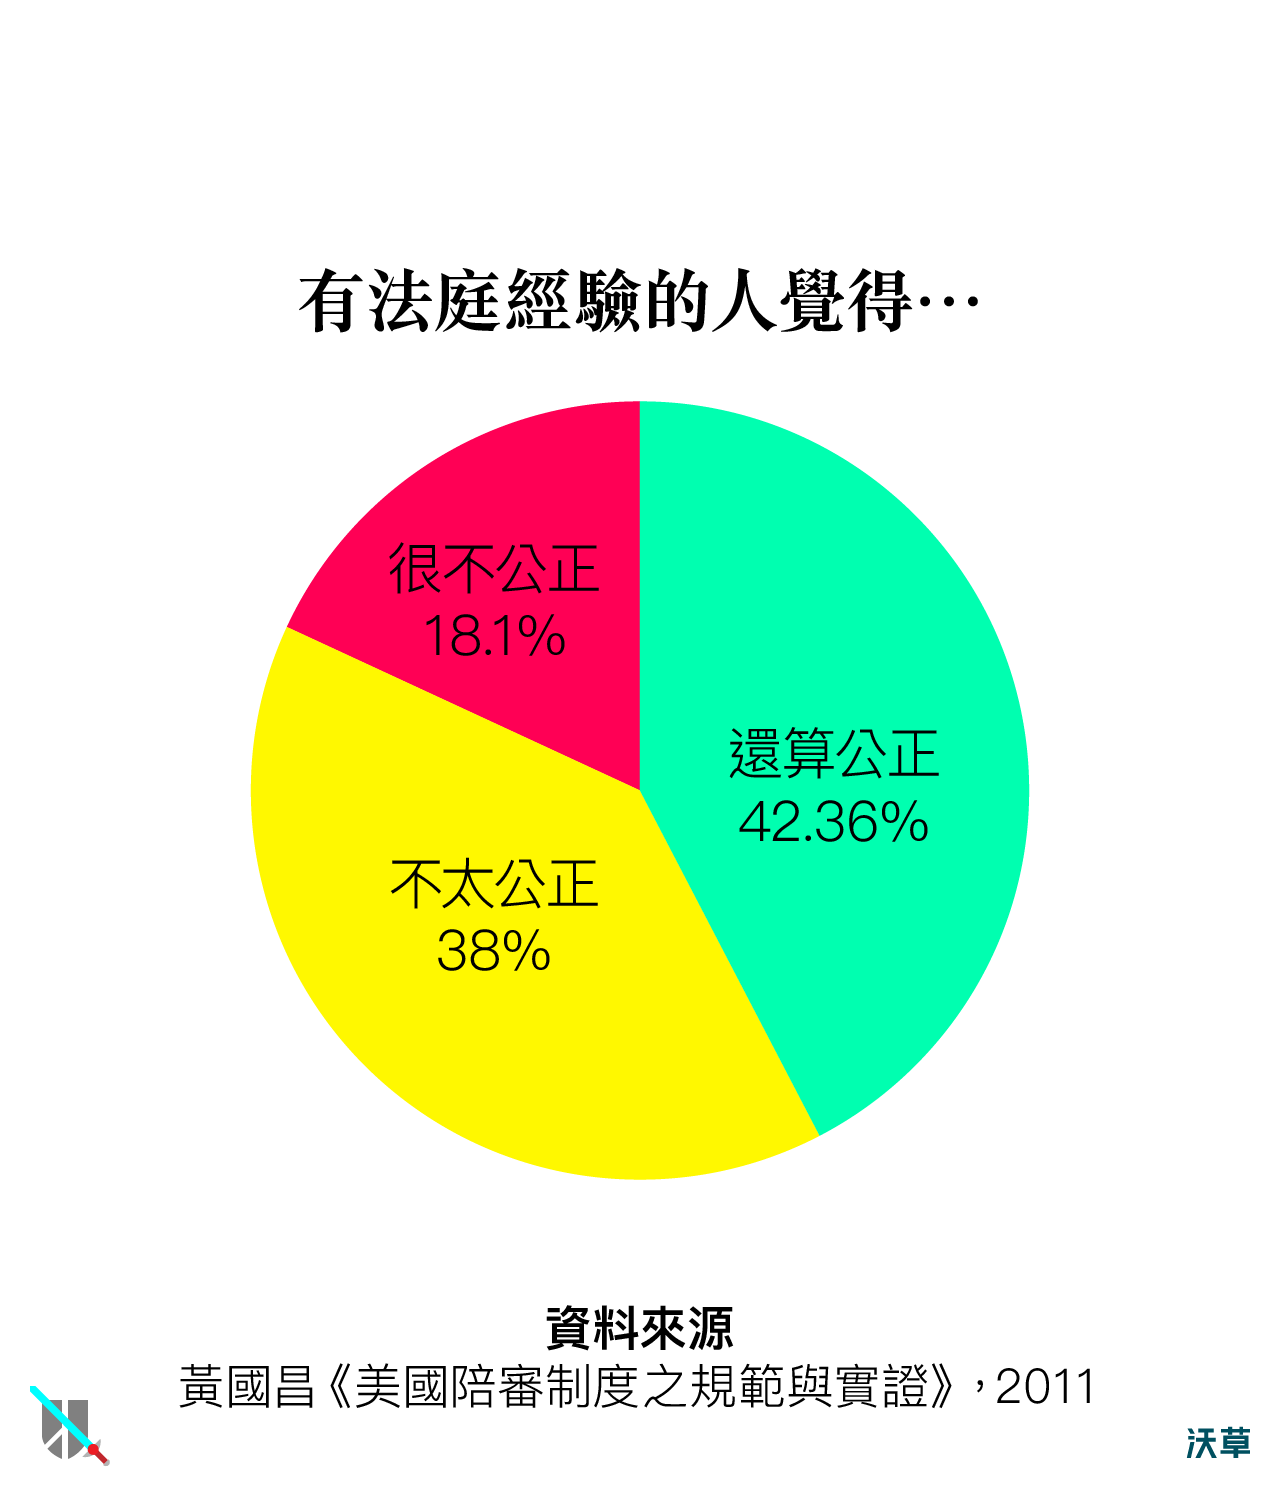 有法庭經驗的人覺得…
很不公正
18.1%
還算公正
42.36%
不太公正
38%
資料來源
黃國昌《美國陪審制度之規範與實證》，2011
沃草